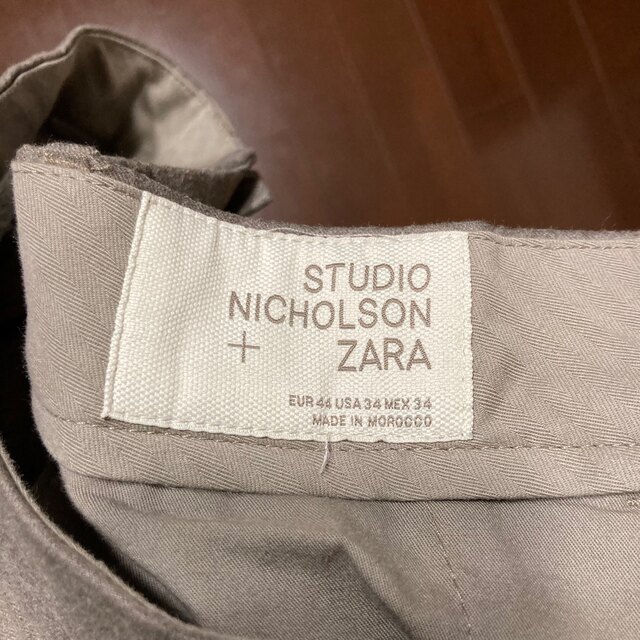 STUDIO
NICHOLSON
+ ZARA
EUR 44 USA 34 MEX 34
MADE IN MOROCCO